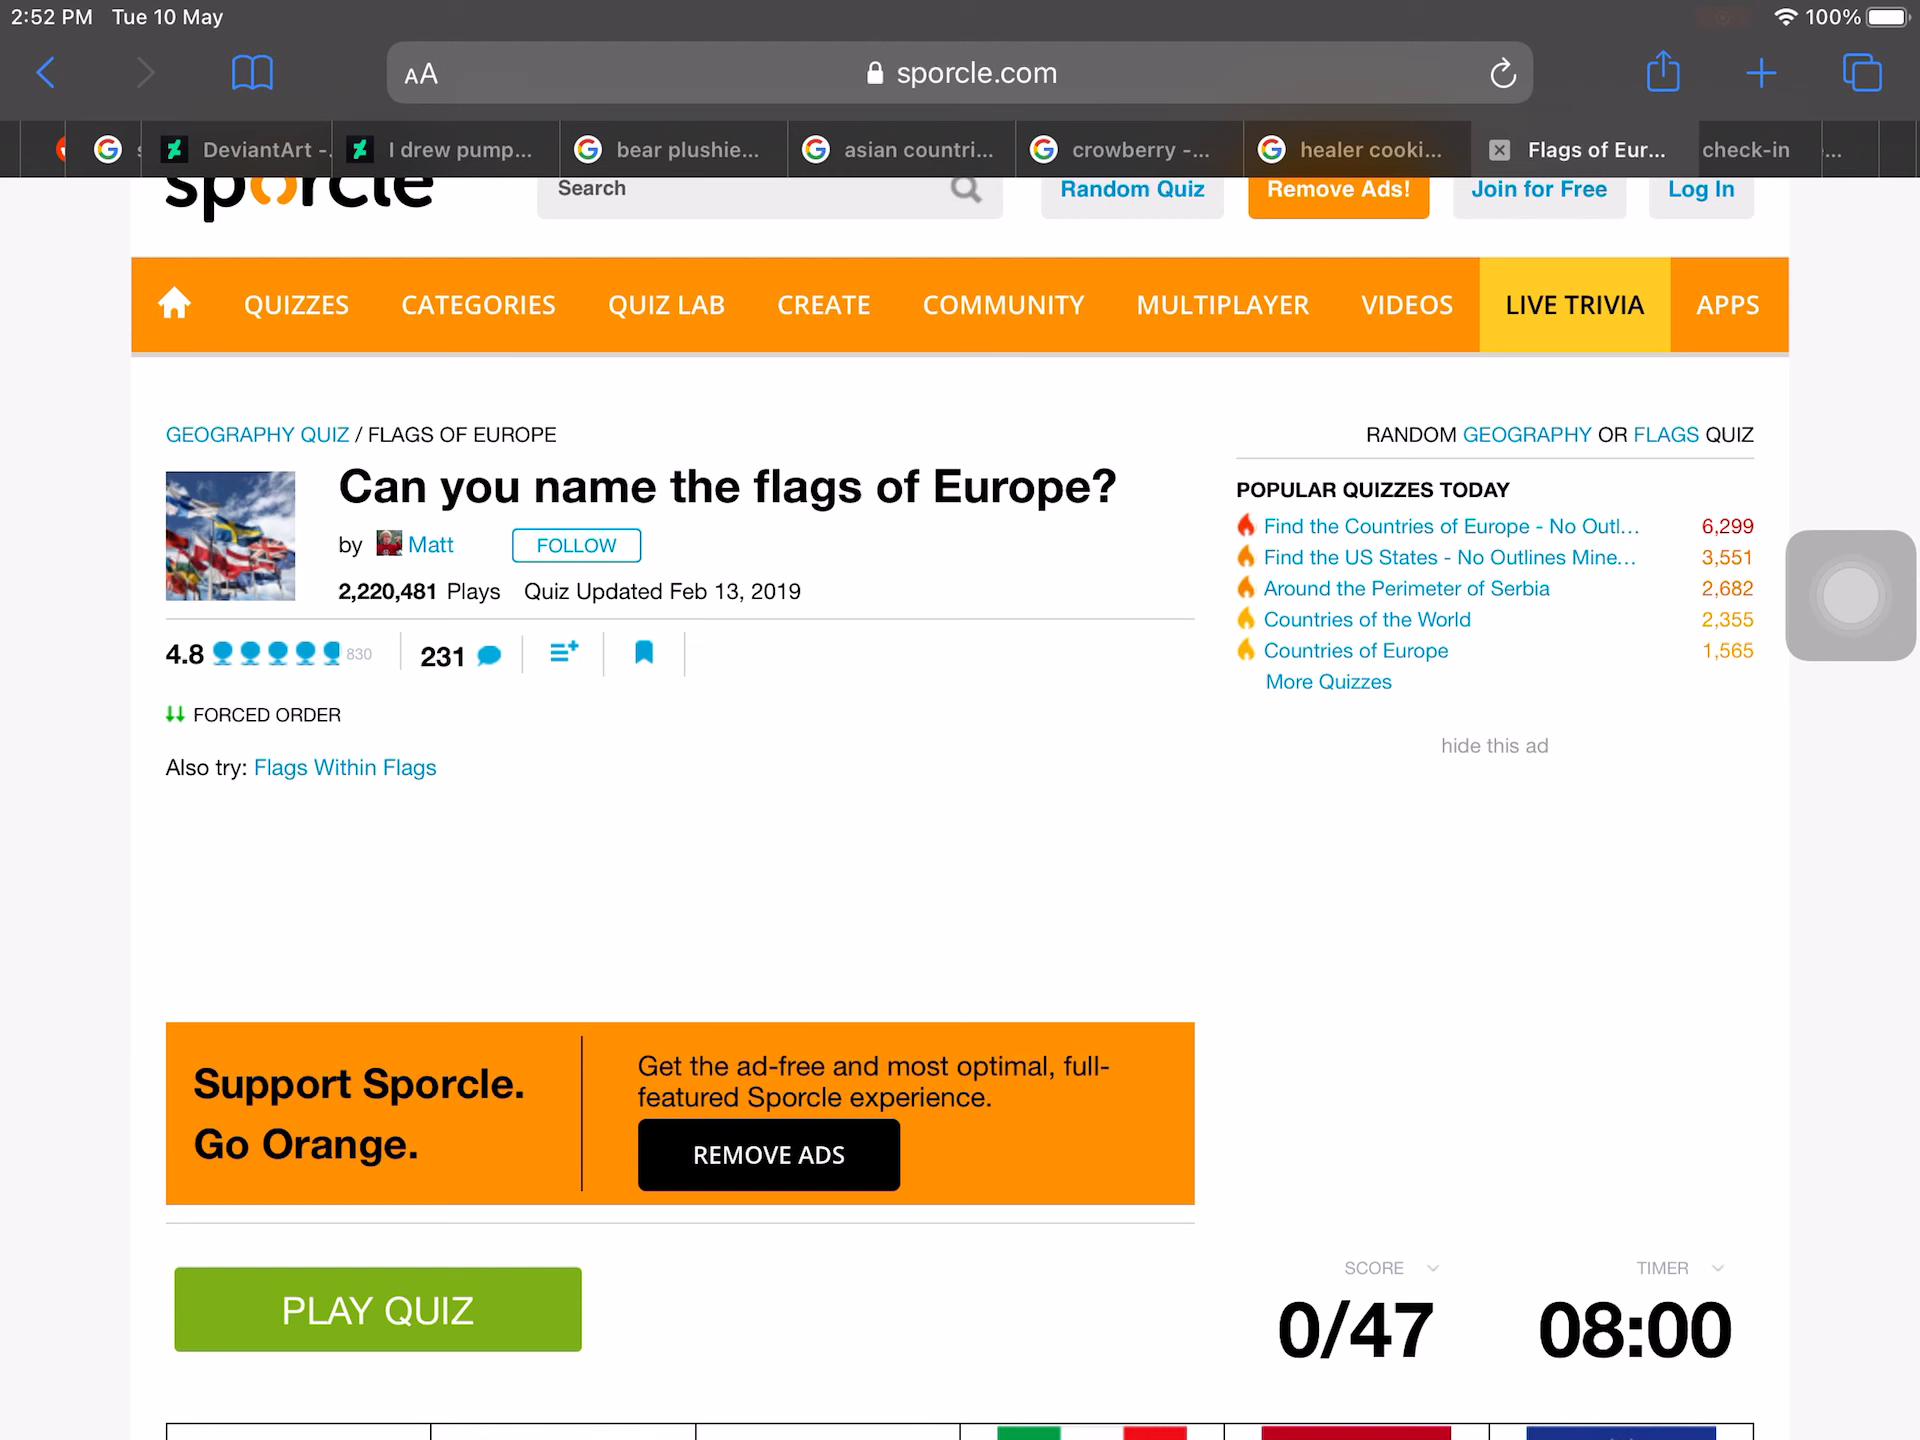 2:52 PM Tue 10 May
100%
AA
sporcle.com
DeviantArt -
I drew pump...
bear plushie...
asian countri...
crowberry -...
healer cooki...
Flags of Eur...
check-in
...
sporcle
Search
Random Quiz
Remove Ads!
Join for Free
Log In
QUIZZES
CATEGORIES
QUIZ LAB
CREATE
COMMUNITY
MULTIPLAYER
VIDEOS
LIVE TRIVIA
APPS
GEOGRAPHY QUIZ / FLAGS OF EUROPE
Can you name the flags of Europe?
by Matt
FOLLOW
2,220,481 Plays Quiz Updated Feb 13, 2019
4.8 830 231
FORCED ORDER
Also try: Flags Within Flags
RANDOM GEOGRAPHY OR FLAGS QUIZ
POPULAR QUIZZES TODAY
Find the Countries of Europe - No Outl... 6,299
Find the US States - No Outlines Mine... 3,551
Around the Perimeter of Serbia 2,682
Countries of the World 2,355
Countries of Europe 1,565
More Quizzes
hide this ad
Support Sporcle.
Go Orange.
Get the ad-free and most optimal, full-
featured Sporcle experience.
REMOVE ADS
PLAY QUIZ
SCORE
0/47
TIMER
08:00